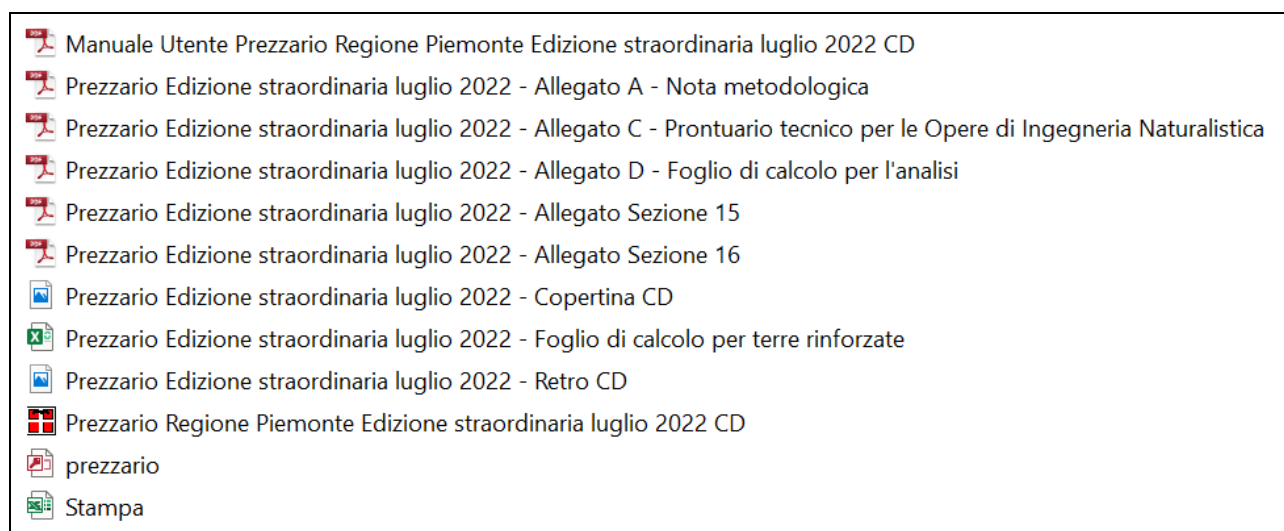 Manuale Utente Prezzario Regione Piemonte Edizione straordinaria luglio 2022 CD
Prezzario Edizione straordinaria luglio 2022 - Allegato A - Nota metodologica
Prezzario Edizione straordinaria luglio 2022 - Allegato C - Prontuario tecnico per le Opere di Ingegneria Naturalistica
Prezzario Edizione straordinaria luglio 2022 - Allegato D - Foglio di calcolo per l'analisi
Prezzario Edizione straordinaria luglio 2022 - Allegato Sezione 15
Prezzario Edizione straordinaria luglio 2022 - Allegato Sezione 16
Prezzario Edizione straordinaria luglio 2022 - Copertina CD
Prezzario Edizione straordinaria luglio 2022 - Foglio di calcolo per terre rinforzate
Prezzario Edizione straordinaria luglio 2022 - Retro CD
Prezzario Regione Piemonte Edizione straordinaria luglio 2022 CD
prezzario
Stampa